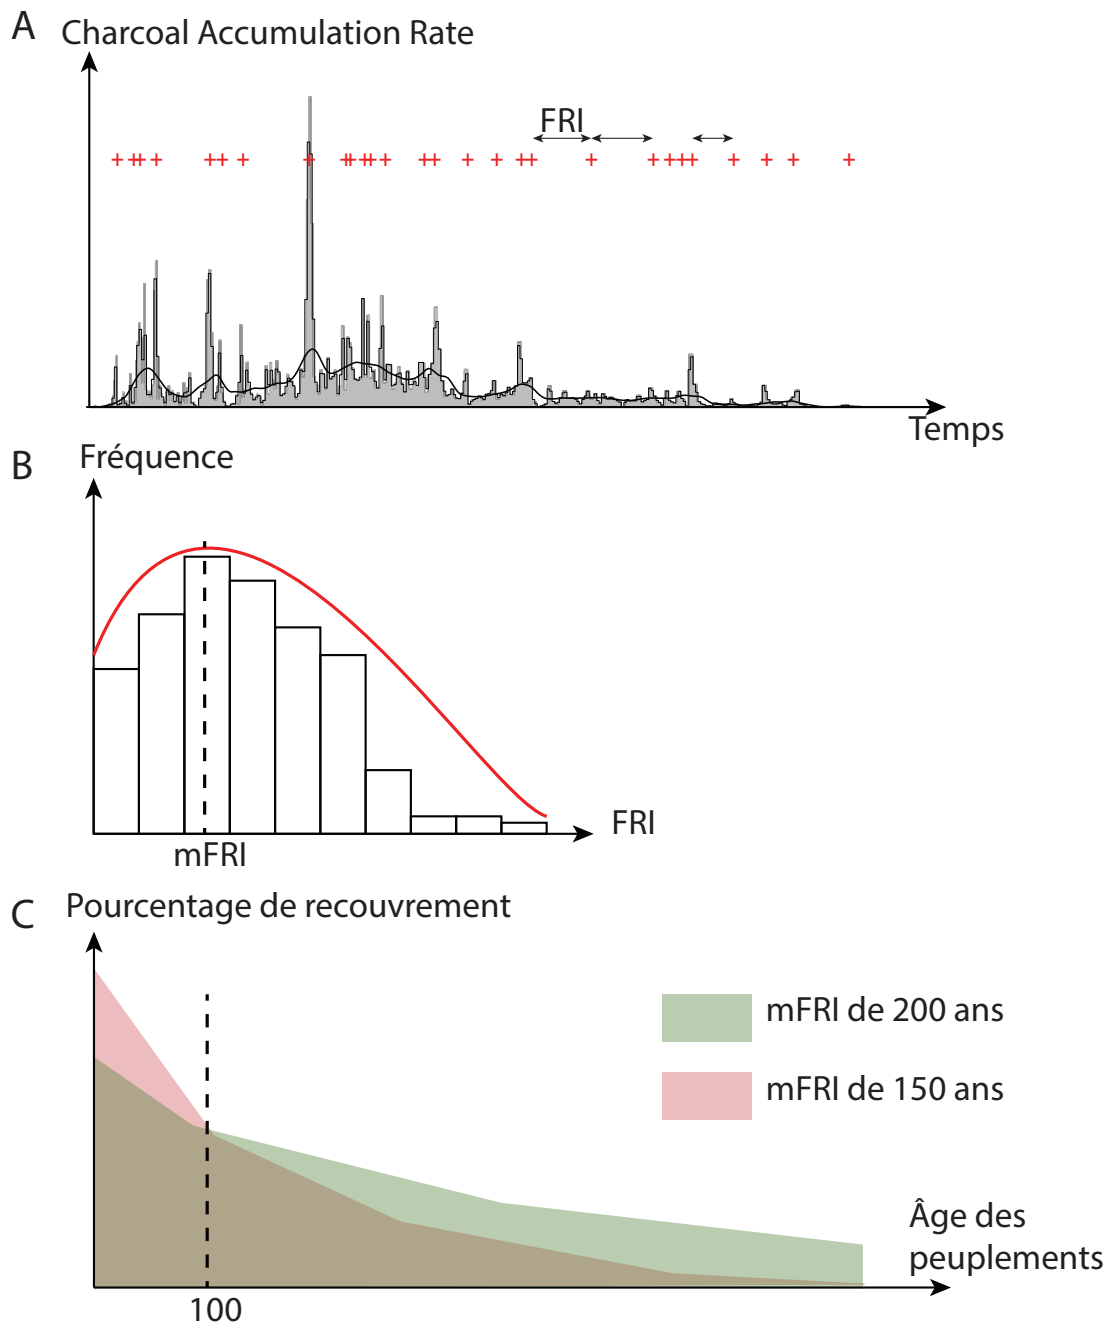 A
Charcoal Accumulation Rate
FRI
Temps
B
Fréquence
FRI
mFRI
C
Pourcentage de recouvrement
mFRI de 200 ans
mFRI de 150 ans
Âge des
peuplements
100